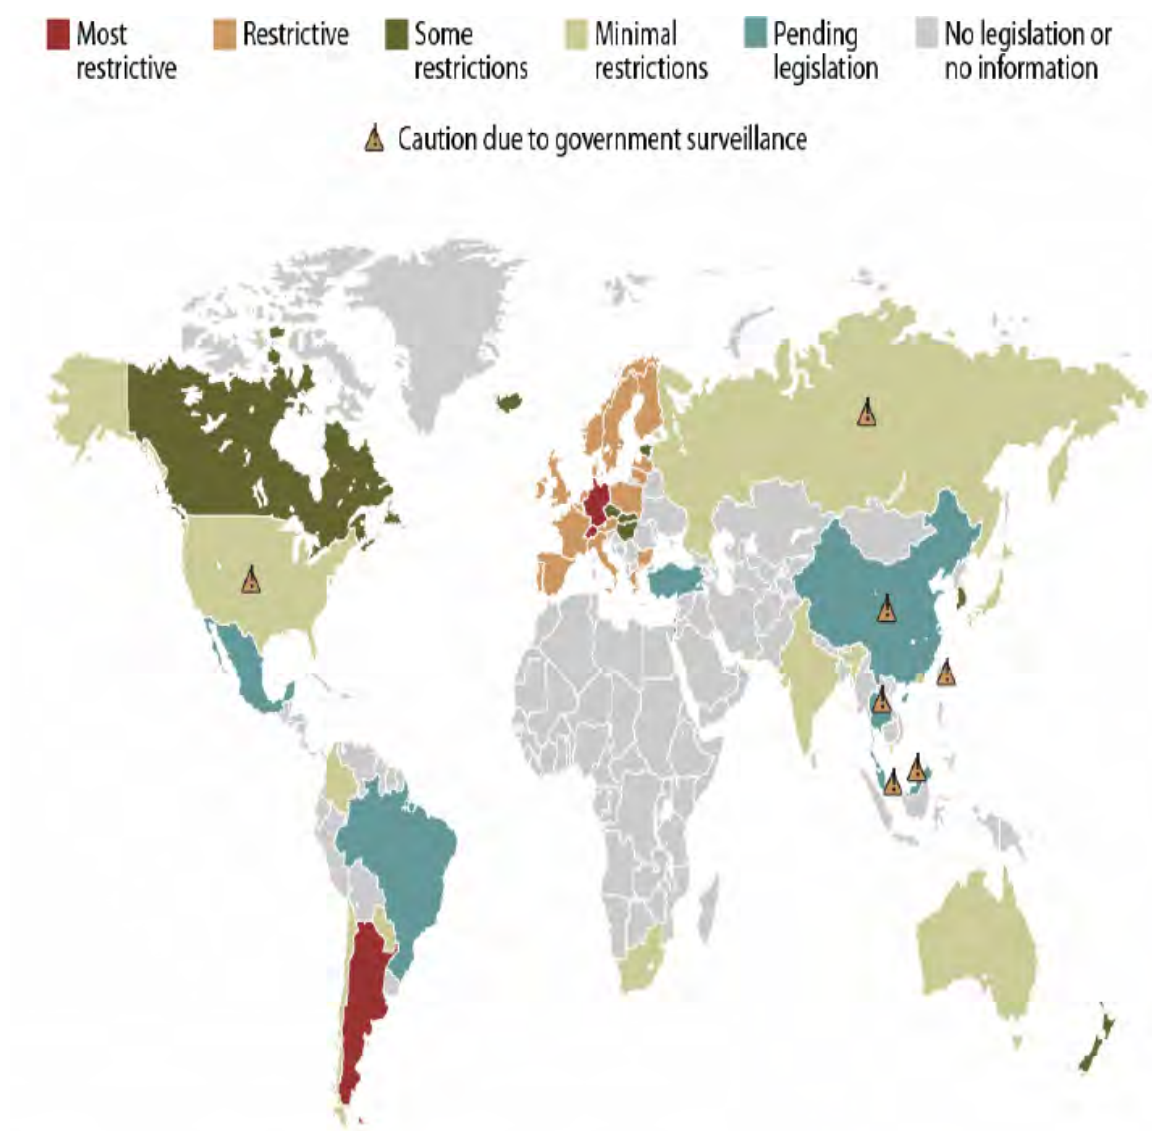 Most
restrictive
Restrictive
Some
restrictions
Minimal
restrictions
Pending
legislation
No legislation or
no information
Caution due to government surveillance